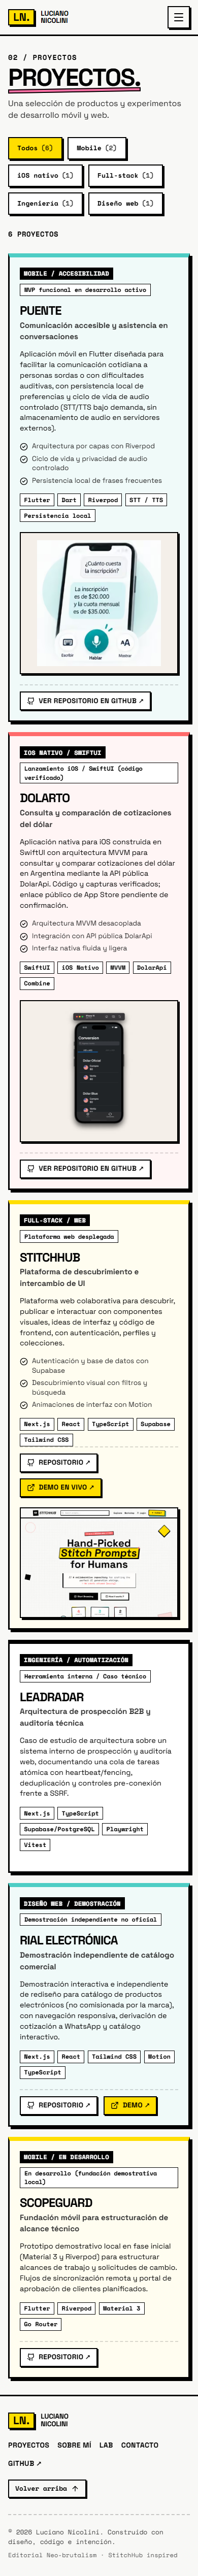 LN.
LUCIANO
NICOLINI
02 / PROYECTOS
PROYECTOS.
Una selección de productos y experimentos
de desarrollo móvil y web.
Todos (6)
Mobile (2)
iOS nativo (1)
Full-stack (1)
Ingeniería (1)
Diseño web (1)
6 PROYECTOS
MOBILE / ACCESIBILIDAD
MVP funcional en desarrollo activo
PUENTE
Comunicación accesible y asistencia en
conversaciones
Aplicación móvil en Flutter diseñada para
facilitar la comunicación cotidiana a
personas sordas o con dificultades
auditivas, con persistencia local de
preferencias y ciclo de vida de audio
controlado (STT/TTS bajo demanda, sin
almacenamiento de audio en servidores
externos).
Arquitectura por capas con Riverpod
Ciclo de vida y privacidad de audio
controlado
Persistencia local de frases frecuentes
Flutter
Dart
Riverpod
STT / TTS
Persistencia local
¿Cuánto cuesta la
inscripción?
La inscripción
es de $20.000
y la cuota mensual
es de $35.000.
Escribir
Hablar
Mostrar
VER REPOSITORIO EN GITHUB ↗
IOS NATIVO / SWIFTUI
Lanzamiento iOS / SwiftUI (código
verificado)
DOLARTO
Consulta y comparación de cotizaciones
del dólar
Aplicación nativa para iOS construida en
SwiftUI con arquitectura MVVM para
consultar y comparar cotizaciones del dólar
en Argentina mediante la API pública
DolarApi. Código y capturas verificados;
enlace público de App Store pendiente de
confirmación.
Arquitectura MVVM desacoplada
Integración con API pública DolarApi
Interfaz nativa fluida y ligera
SwiftUI
iOS Nativo
MVVM
DolarApi
Combine
VER REPOSITORIO EN GITHUB ↗
FULL-STACK / WEB
Plataforma web desplegada
STITCHHUB
Plataforma de descubrimiento e
intercambio de UI
Plataforma web colaborativa para descubrir,
publicar e interactuar con componentes
visuales, ideas de interfaz y código de
frontend, con autenticación, perfiles y
colecciones.
Autenticación y base de datos con
Supabase
Descubrimiento visual con filtros y
búsqueda
Animaciones de interfaz con Motion
Next.js
React
TypeScript
Supabase
Tailwind CSS
REPOSITORIO ↗
DEMO EN VIVO ↗
Hand-Picked
Stitch Prompts
for Humans
INGENIERÍA / AUTOMATIZACIÓN
Herramienta interna / Caso técnico
LEADRADAR
Arquitectura de prospección B2B y
auditoría técnica
Caso de estudio de arquitectura sobre un
sistema interno de prospección y auditoría
web, documentando una cola de tareas
atómica con heartbeat/fencing,
deduplicación y controles pre-conexión
frente a SSRF.
Next.js
TypeScript
Supabase/PostgreSQL
Playwright
Vitest
DISEÑO WEB / DEMOSTRACIÓN
Demostración independiente no oficial
RIAL ELECTRÓNICA
Demostración independiente de catálogo
comercial
Demostración interactiva e independiente
de rediseño para catálogo de productos
electrónicos (no comisionada por la marca),
con navegación responsiva, derivación de
cotización a WhatsApp y catálogo
interactivo.
Next.js
React
Tailwind CSS
Motion
TypeScript
REPOSITORIO ↗
DEMO ↗
MOBILE / EN DESARROLLO
En desarrollo (fundación demostrativa
local)
SCOPEGUARD
Fundación móvil para estructuración de
alcance técnico
Prototipo demostrativo local en fase inicial
(Material 3 y Riverpod) para estructurar
alcances de trabajo y solicitudes de cambio.
Flujos de sincronización remota y portal de
aprobación de clientes planificados.
Flutter
Riverpod
Material 3
Go Router
REPOSITORIO ↗
LN.
LUCIANO
NICOLINI
PROYECTOS
SOBRE MÍ
LAB
CONTACTO
GITHUB ↗
Volver arriba ↑
© 2026 Luciano Nicolini. Construido con
diseño, código e intención.
Editorial Neo-brutalism · StitchHub inspired